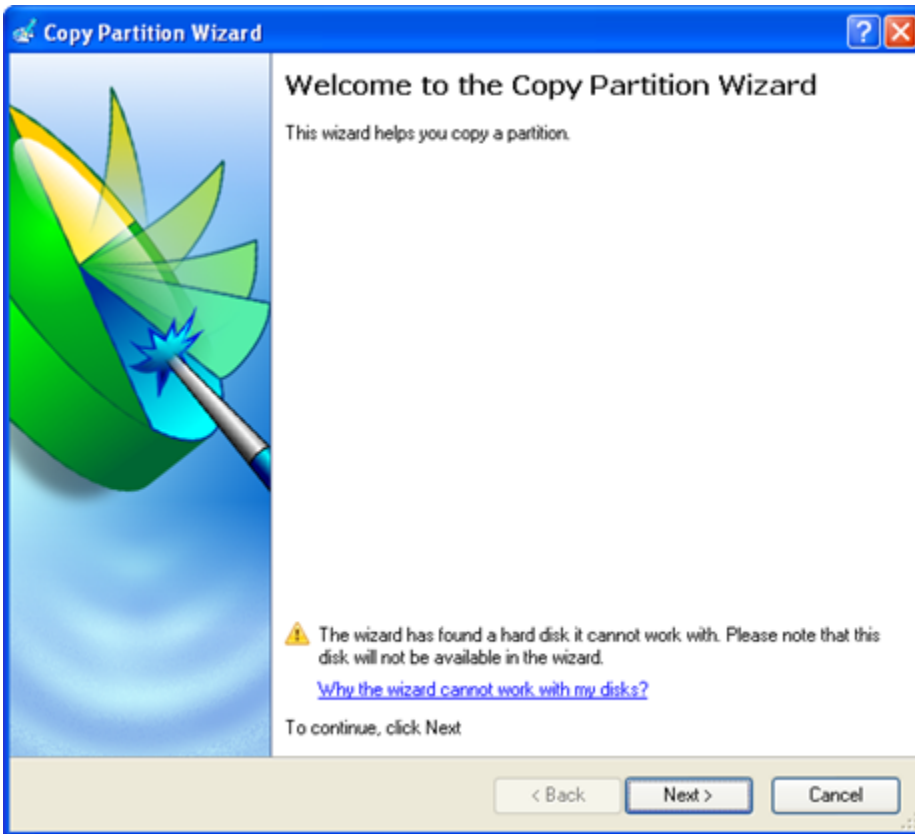 Copy Partition Wizard
Welcome to the Copy Partition Wizard
This wizard helps you copy a partition.
The wizard has found a hard disk it cannot work with. Please note that this
disk will not be available in the wizard.
Why the wizard cannot work with my disks?
To continue, click Next
< Back Next > Cancel